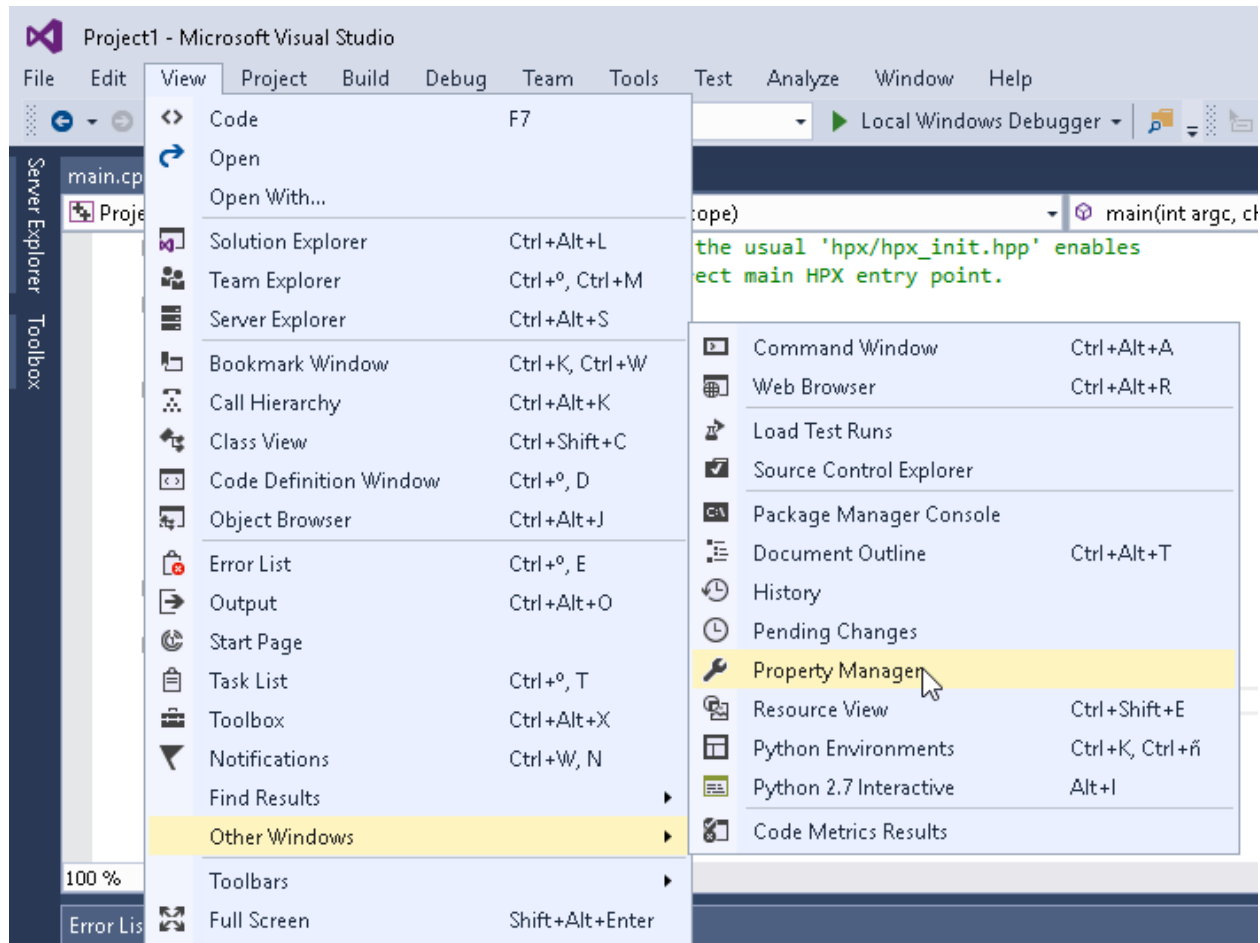 Project1 - Microsoft Visual Studio
File Edit View Project Build Debug Team Tools Test Analyze Window Help
Local Windows Debugger
Server Explorer
Toolbox
main.cp
Proje
cope)
main(int argc, ch
the usual 'hpx/hpx_init.hpp' enables
ect main HPX entry point.
Code F7
Open
Open With...
Solution Explorer Ctrl+Alt+L
Team Explorer Ctrl+º, Ctrl+M
Server Explorer Ctrl+Alt+S
Bookmark Window Ctrl+K, Ctrl+W
Call Hierarchy Ctrl+Alt+K
Class View Ctrl+Shift+C
Code Definition Window Ctrl+º, D
Object Browser Ctrl+Alt+J
Error List Ctrl+º, E
Output Ctrl+Alt+O
Start Page
Task List Ctrl+º, T
Toolbox Ctrl+Alt+X
Notifications Ctrl+W, N
Find Results
Other Windows
Toolbars
Full Screen Shift+Alt+Enter
Command Window Ctrl+Alt+A
Web Browser Ctrl+Alt+R
Load Test Runs
Source Control Explorer
Package Manager Console
Document Outline Ctrl+Alt+T
History
Pending Changes
Property Manager
Resource View Ctrl+Shift+E
Python Environments Ctrl+K, Ctrl+ñ
Python 2.7 Interactive Alt+I
Code Metrics Results
100 %
Error Lis